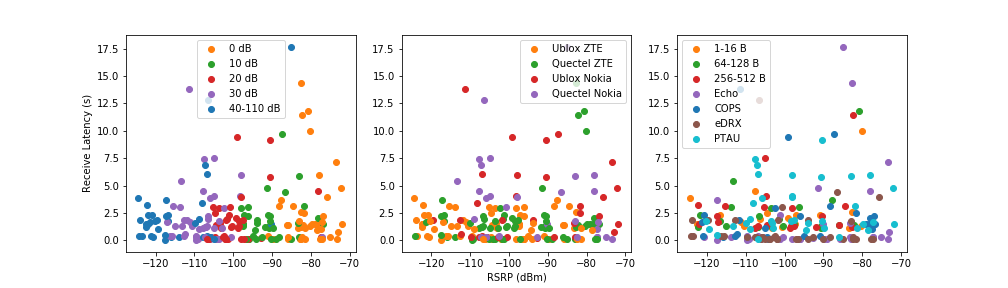 Receive Latency (s)
17.5
15.0
12.5
10.0
7.5
5.0
2.5
0.0
−120
−110
−100
−90
−80
−70
0 dB
10 dB
20 dB
30 dB
40-110 dB
17.5
15.0
12.5
10.0
7.5
5.0
2.5
0.0
−120
−110
−100
−90
−80
−70
RSRP (dBm)
Ublox ZTE
Quectel ZTE
Ublox Nokia
Quectel Nokia
17.5
15.0
12.5
10.0
7.5
5.0
2.5
0.0
−120
−110
−100
−90
−80
−70
1-16 B
64-128 B
256-512 B
Echo
COPS
eDRX
PTAU